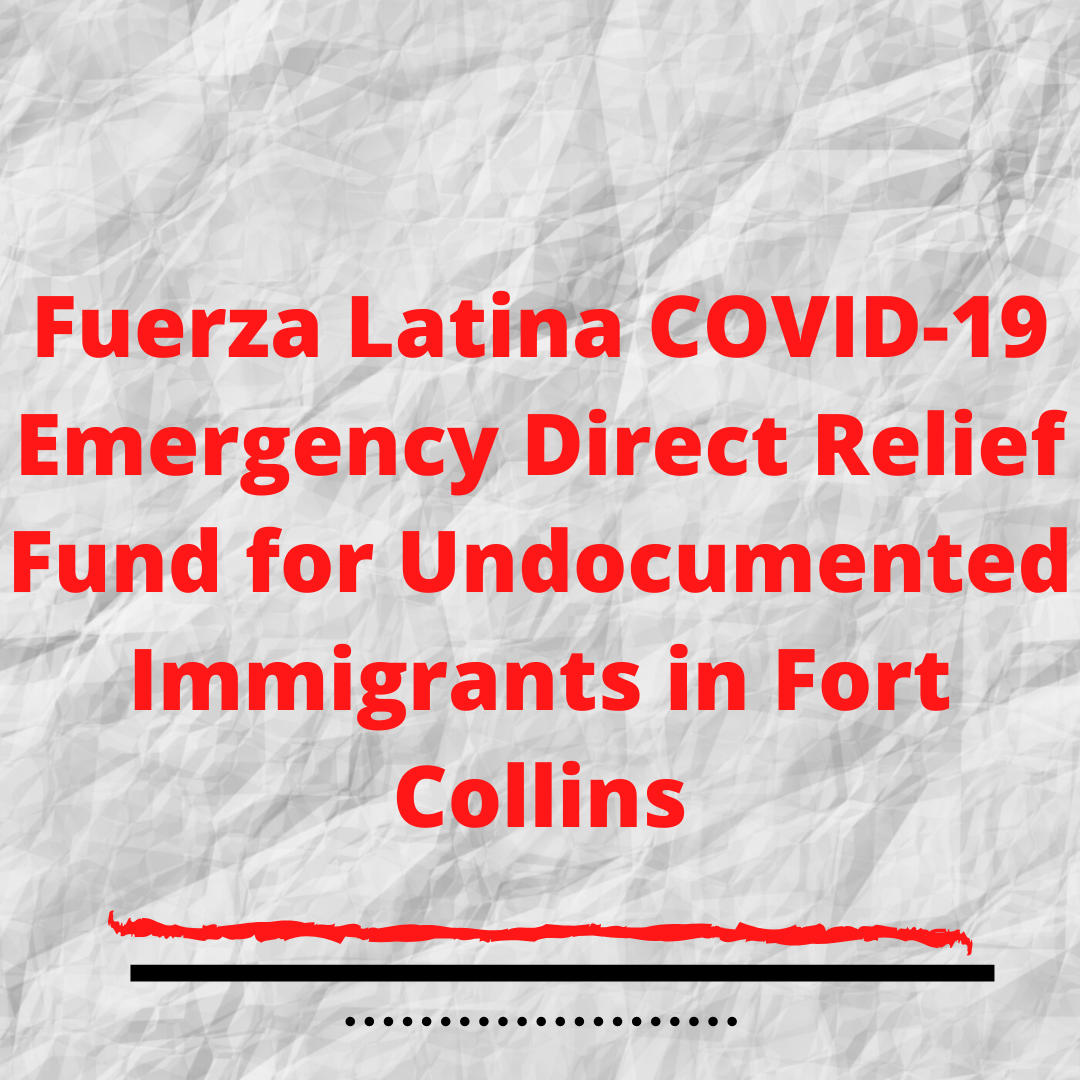 Fuerza Latina COVID-19
Emergency Direct Relief
Fund for Undocumented
Immigrants in Fort
Collins